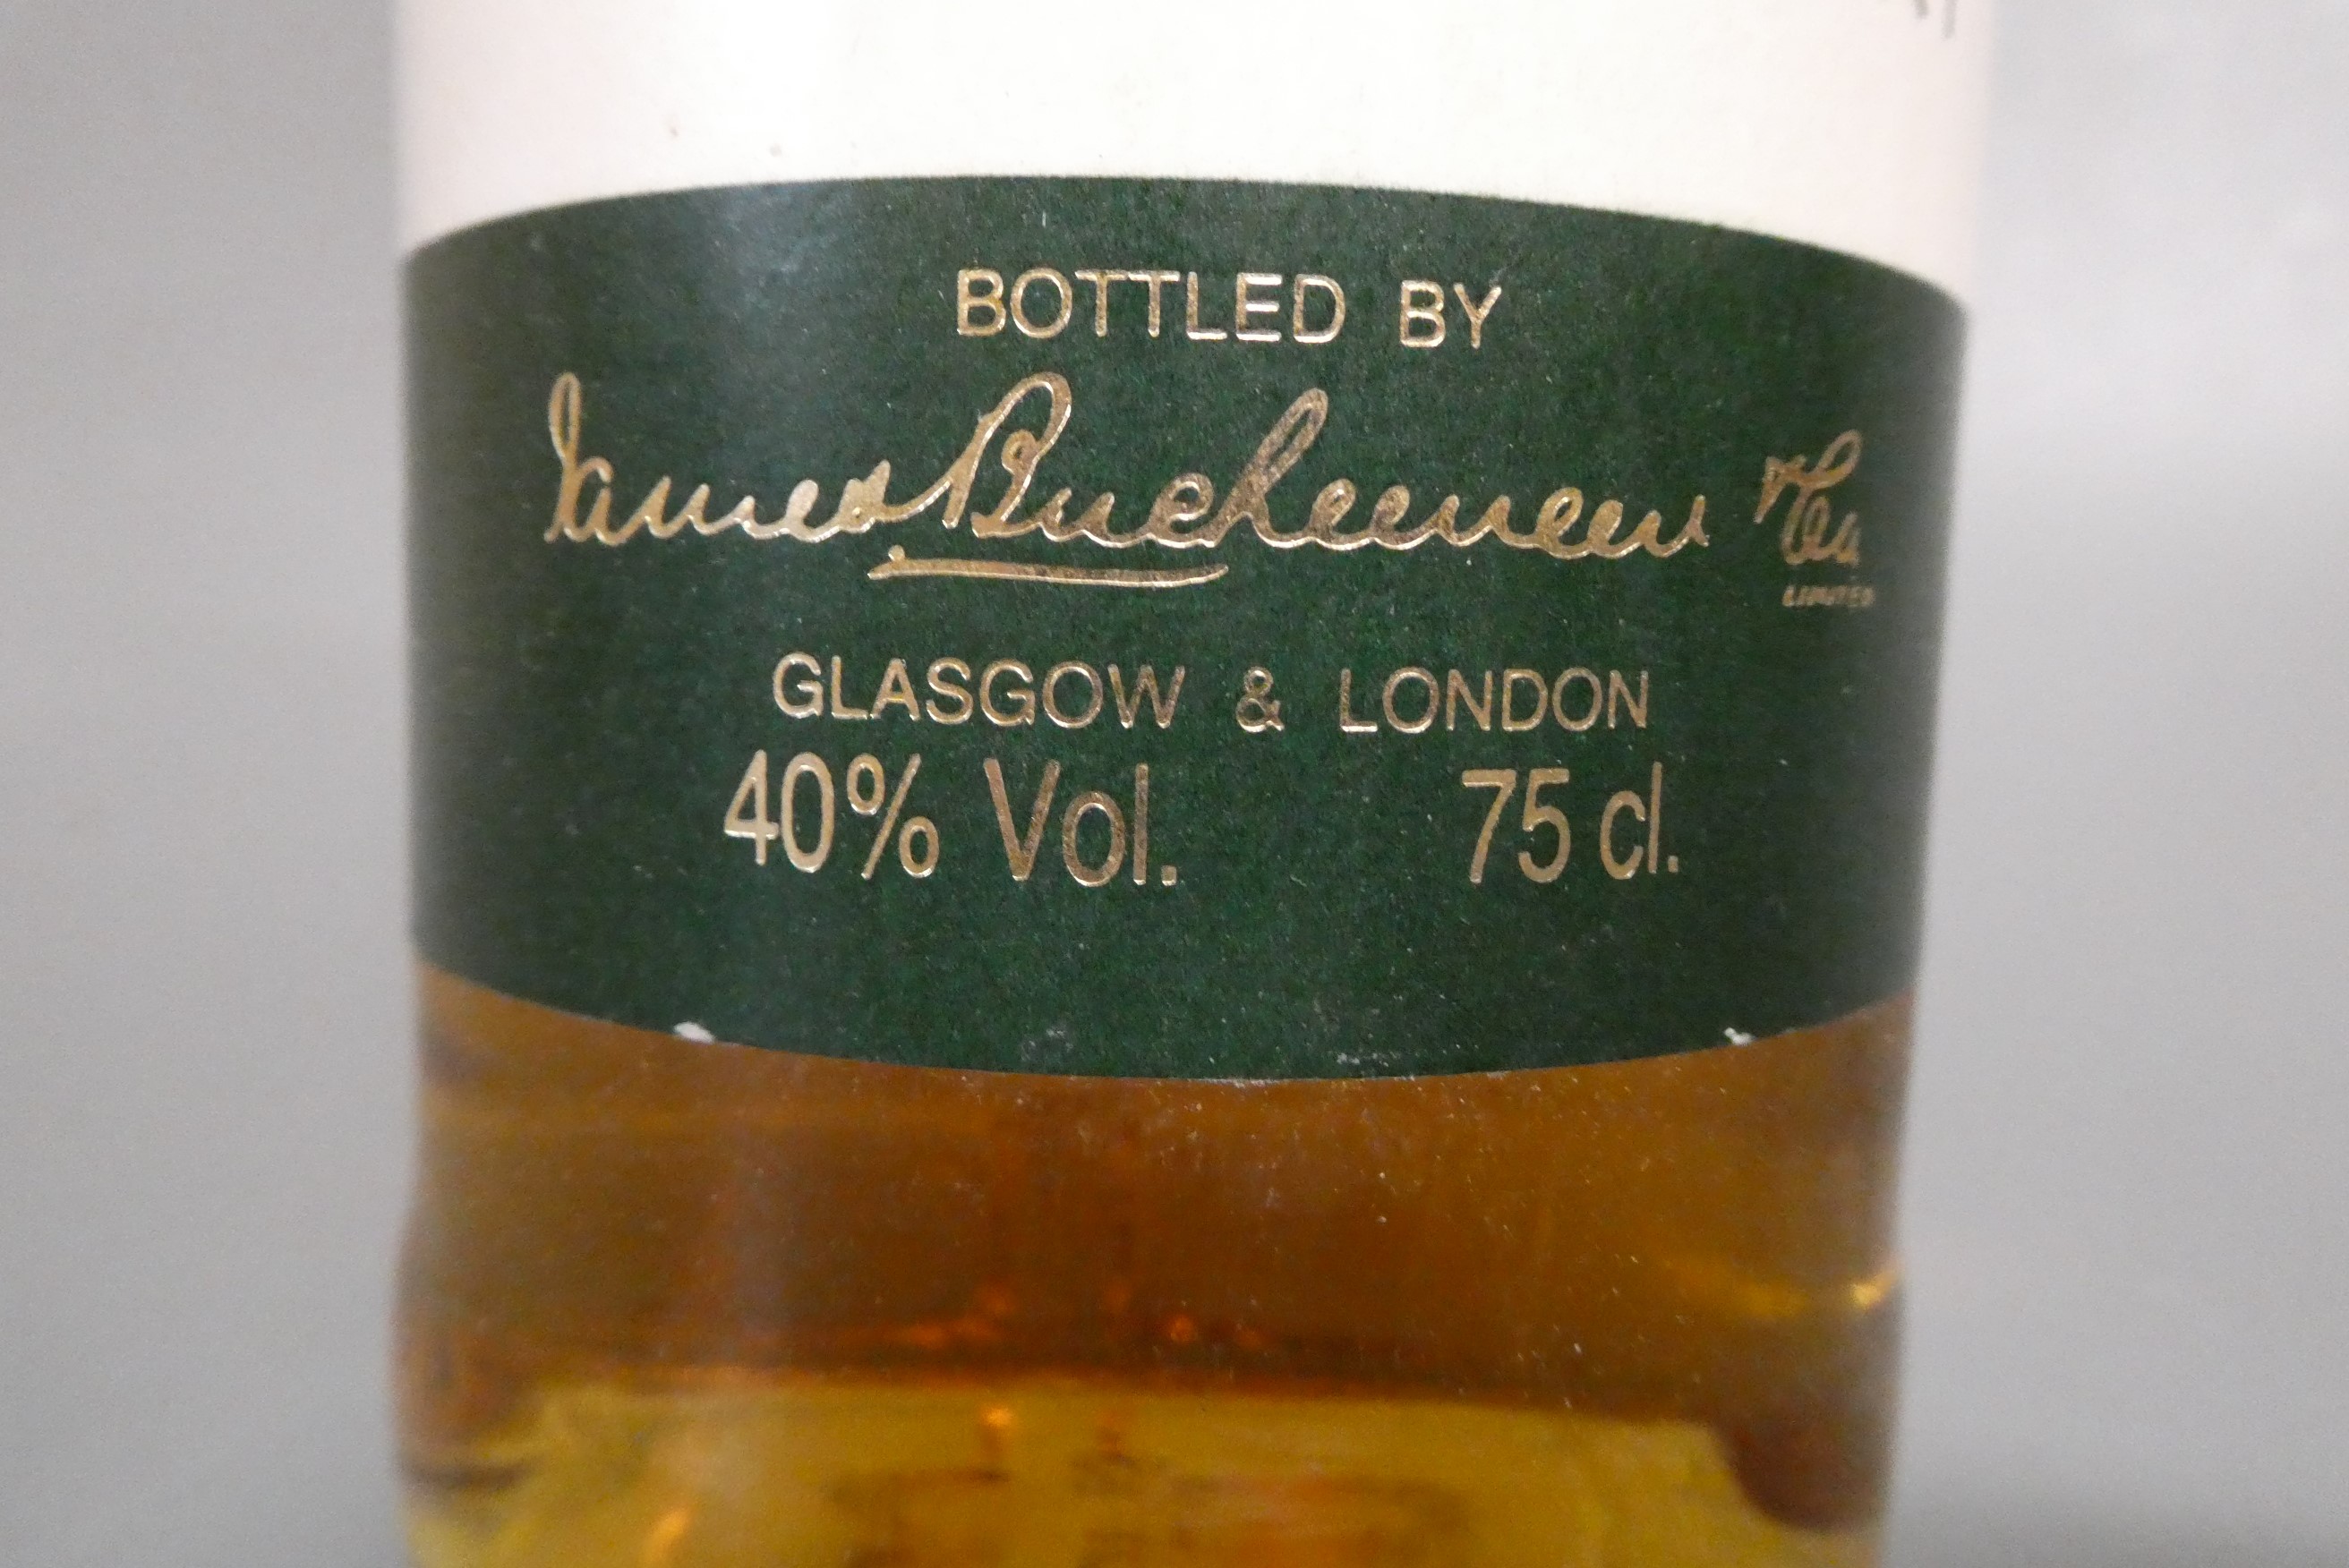 BOTTLED BY
James Buchanan & Co
LIMITED
GLASGOW & LONDON
40% Vol. 75 cl.